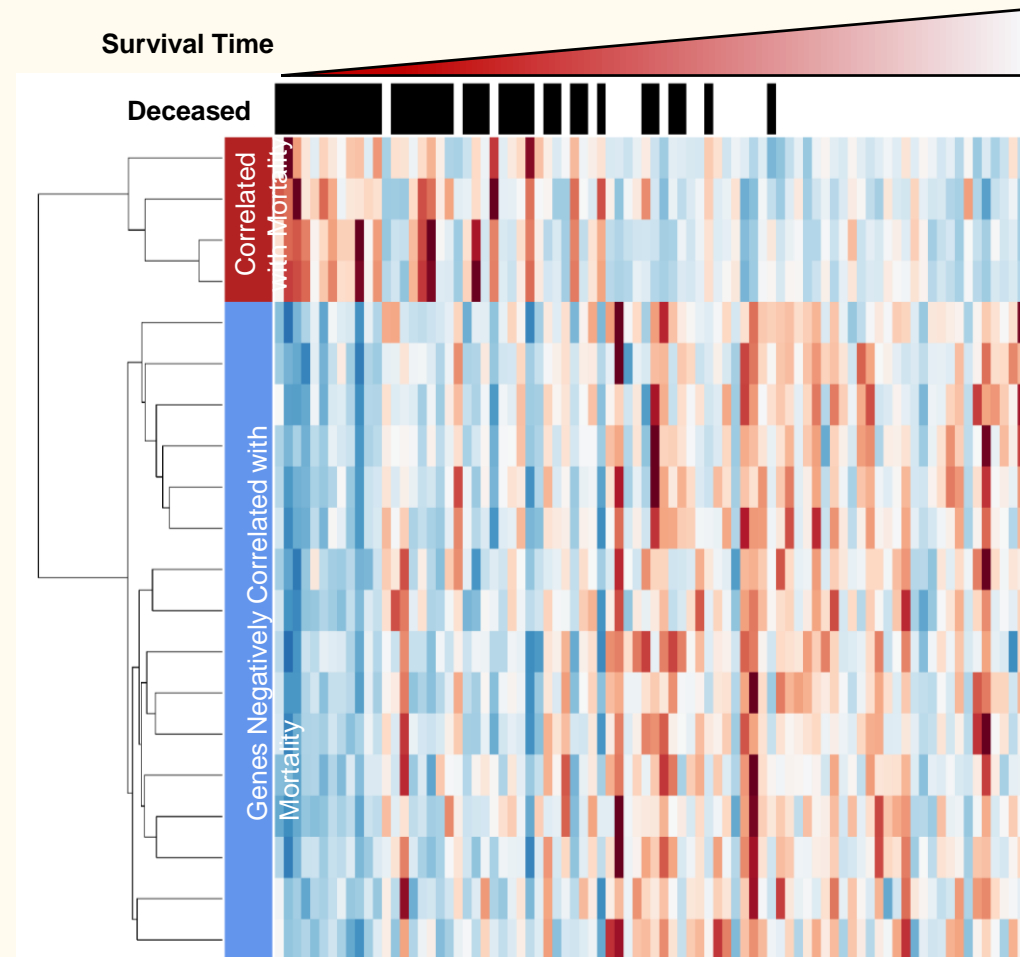 Survival Time
Deceased
Correlated
with Mortality
Genes Negatively Correlated with
Mortality